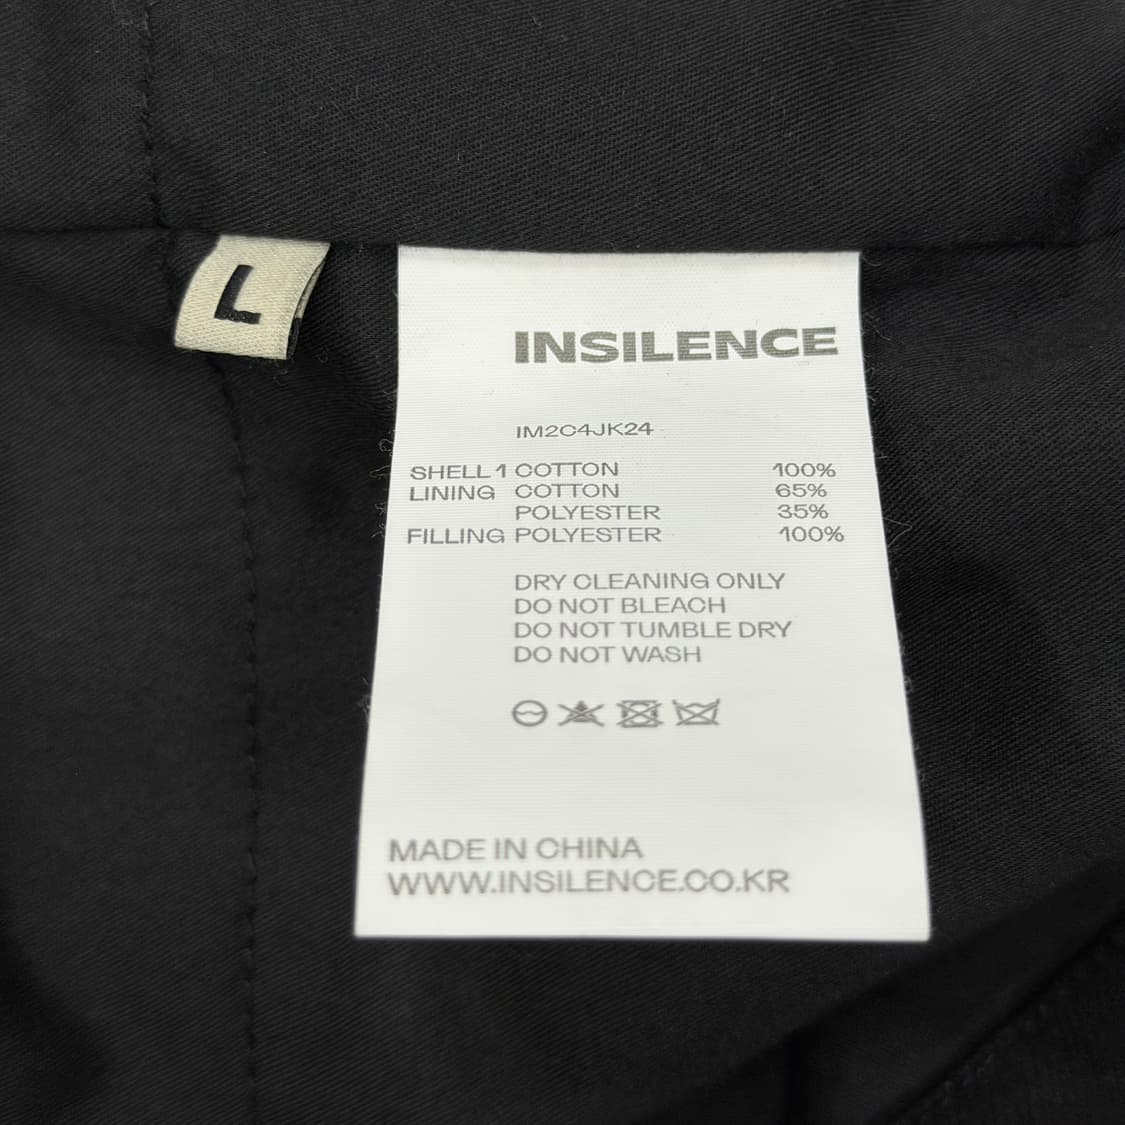 L
INSILENCE
IM2C4JK24
SHELL 1 COTTON 100%
LINING COTTON 65%
POLYESTER 35%
FILLING POLYESTER 100%
DRY CLEANING ONLY
DO NOT BLEACH
DO NOT TUMBLE DRY
DO NOT WASH
MADE IN CHINA
WWW.INSILENCE.CO.KR